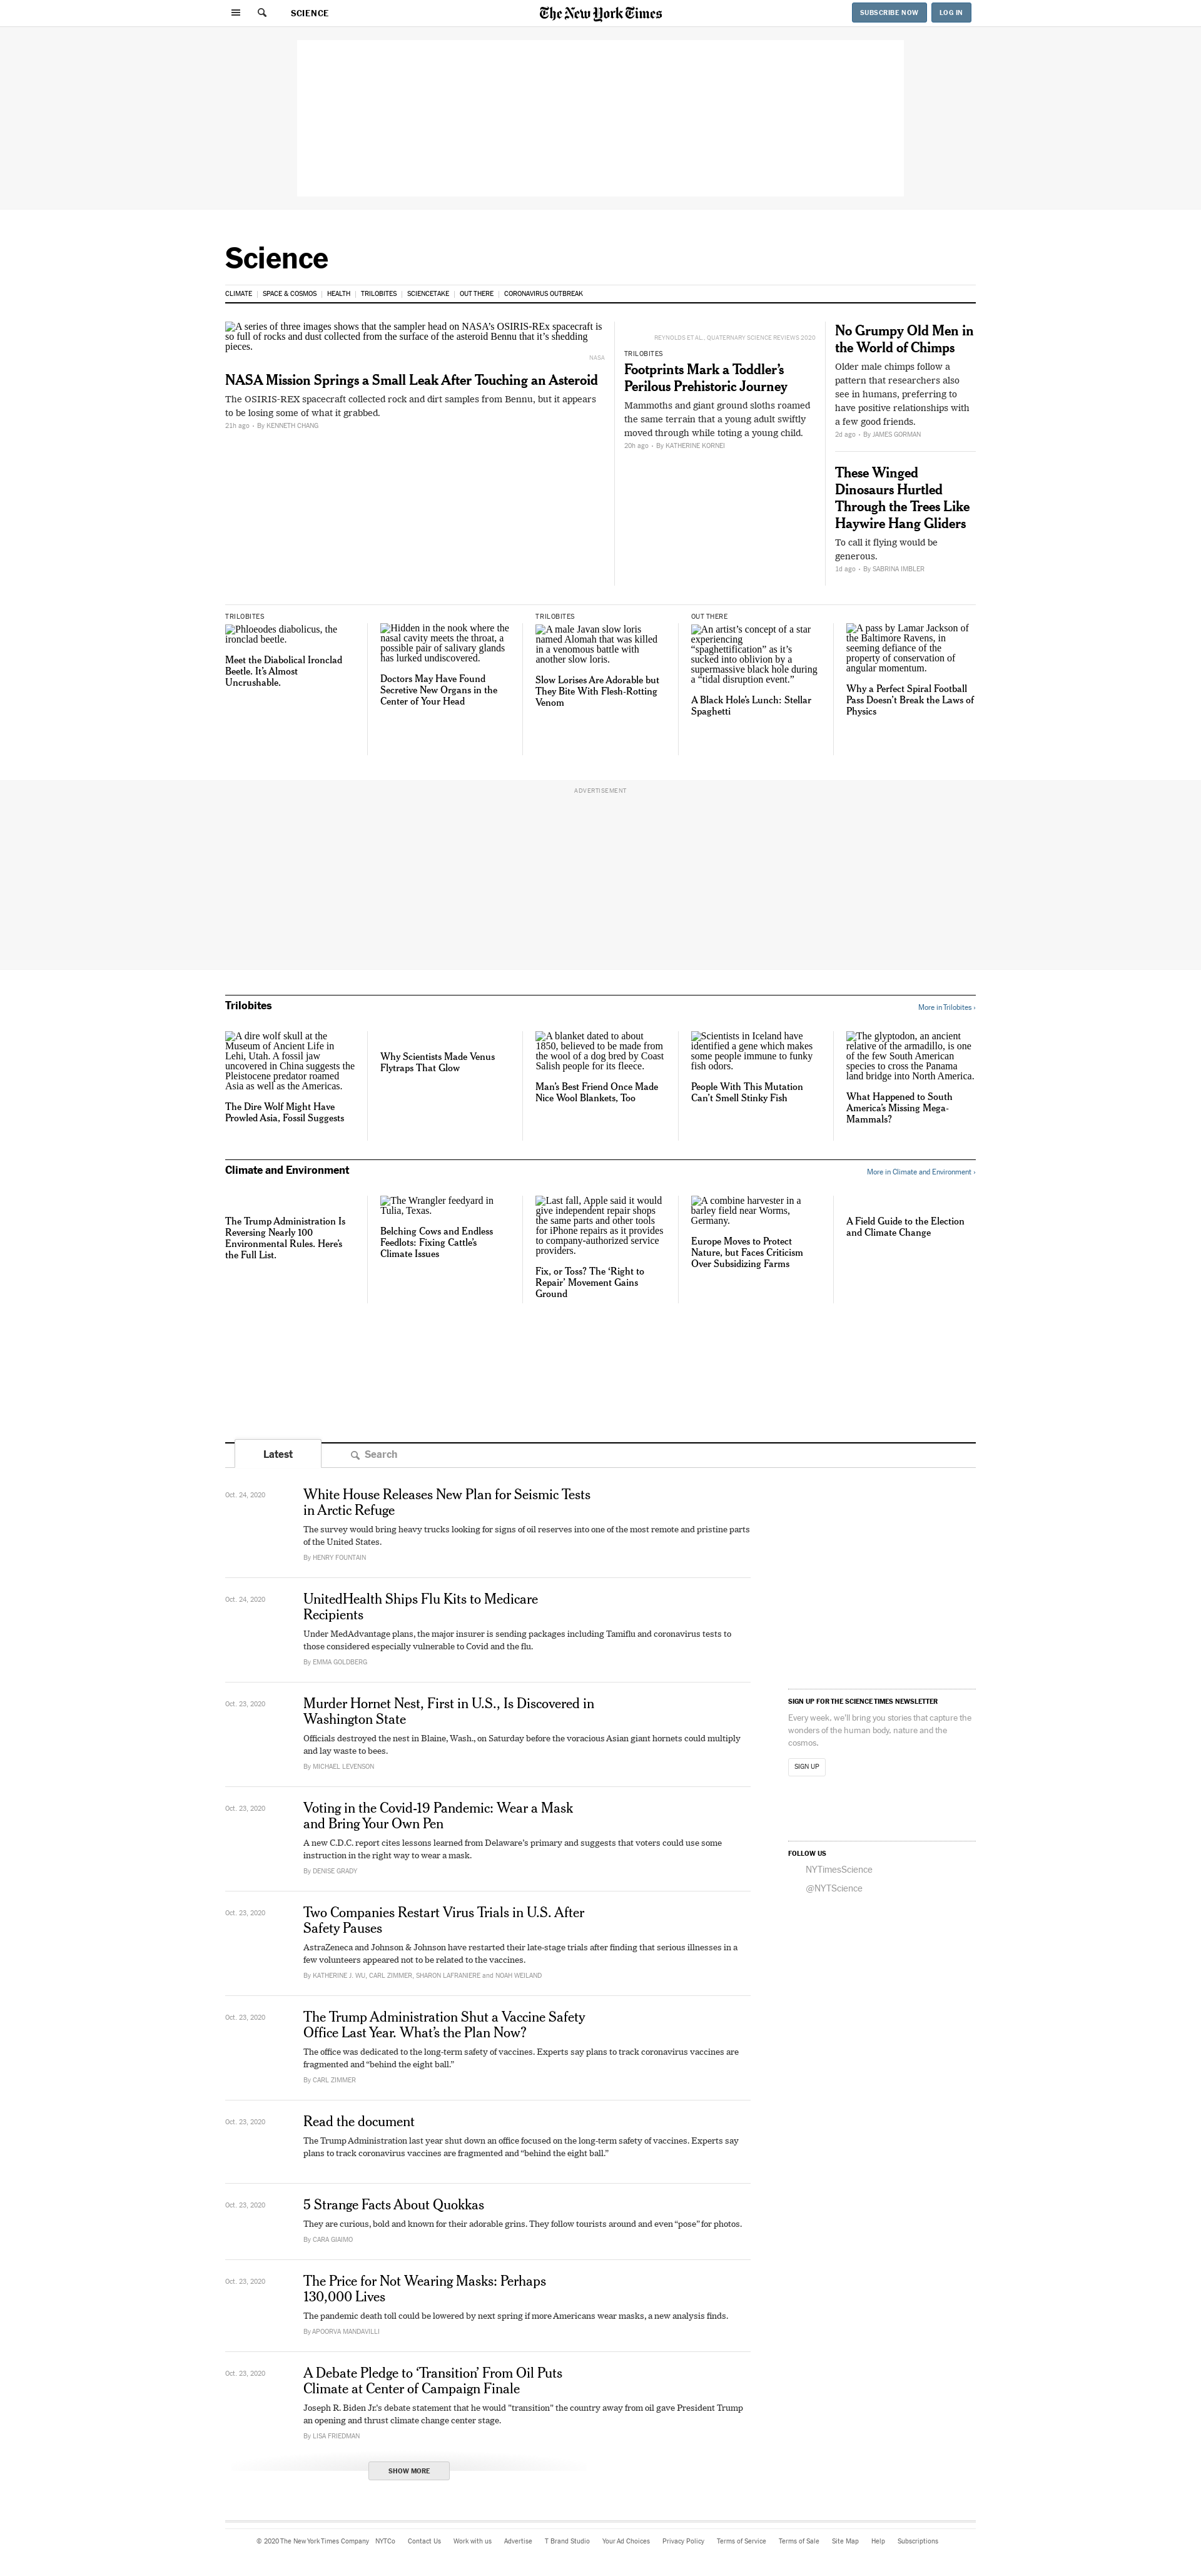 SCIENCE
The New York Times
SUBSCRIBE NOW
LOG IN
Science
CLIMATE
SPACE & COSMOS
HEALTH
TRILOBITES
SCIENCETAKE
OUT THERE
CORONAVIRUS OUTBREAK
A series of three images shows that the sampler head on NASA's OSIRIS-REx spacecraft is
so full of rocks and dust collected from the surface of the asteroid Bennu that it's shedding
pieces.
NASA
NASA Mission Springs a Small Leak After Touching an Asteroid
The OSIRIS-REX spacecraft collected rock and dirt samples from Bennu, but it appears
to be losing some of what it grabbed.
21h ago • By KENNETH CHANG
REYNOLDS ET AL., QUATERNARY SCIENCE REVIEWS 2020
TRILOBITES
Footprints Mark a Toddler's
Perilous Prehistoric Journey
Mammoths and giant ground sloths roamed
the same terrain that a young adult swiftly
moved through while toting a young child.
20h ago • By KATHERINE KORNEI
No Grumpy Old Men in
the World of Chimps
Older male chimps follow a
pattern that researchers also
see in humans, preferring to
have positive relationships with
a few good friends.
2d ago • By JAMES GORMAN
These Winged
Dinosaurs Hurtled
Through the Trees Like
Haywire Hang Gliders
To call it flying would be
generous.
1d ago • By SABRINA IMBLER
TRILOBITES
Phloeodes diabolicus, the
ironclad beetle.
Meet the Diabolical Ironclad
Beetle. It's Almost
Uncrushable.
Hidden in the nook where the
nasal cavity meets the throat, a
possible pair of salivary glands
has lurked undiscovered.
Doctors May Have Found
Secretive New Organs in the
Center of Your Head
TRILOBITES
A male Javan slow loris
named Alomah that was killed
in a venomous battle with
another slow loris.
Slow Lorises Are Adorable but
They Bite With Flesh-Rotting
Venom
OUT THERE
An artist's concept of a star
experiencing
“spaghettification” as it's
sucked into oblivion by a
supermassive black hole during
a “tidal disruption event.”
A Black Hole's Lunch: Stellar
Spaghetti
A pass by Lamar Jackson of
the Baltimore Ravens, in
seeming defiance of the
property of conservation of
angular momentum.
Why a Perfect Spiral Football
Pass Doesn't Break the Laws of
Physics
ADVERTISEMENT
Trilobites
More in Trilobites ›
A dire wolf skull at the
Museum of Ancient Life in
Lehi, Utah. A fossil jaw
uncovered in China suggests the
Pleistocene predator roamed
Asia as well as the Americas.
The Dire Wolf Might Have
Prowled Asia, Fossil Suggests
Why Scientists Made Venus
Flytraps That Glow
A blanket dated to about
1850, believed to be made from
the wool of a dog bred by Coast
Salish people for its fleece.
Man's Best Friend Once Made
Nice Wool Blankets, Too
Scientists in Iceland have
identified a gene which makes
some people immune to funky
fish odors.
People With This Mutation
Can't Smell Stinky Fish
The glyptodon, an ancient
relative of the armadillo, is one
of the few South American
species to cross the Panama
land bridge into North America.
What Happened to South
America's Missing Mega-
Mammals?
Climate and Environment
More in Climate and Environment ›
The Trump Administration Is
Reversing Nearly 100
Environmental Rules. Here's
the Full List.
The Wrangler feedyard in
Tulia, Texas.
Belching Cows and Endless
Feedlots: Fixing Cattle's
Climate Issues
Last fall, Apple said it would
give independent repair shops
the same parts and other tools
for iPhone repairs as it provides
to company-authorized service
providers.
Fix, or Toss? The ‘Right to
Repair’ Movement Gains
Ground
A combine harvester in a
barley field near Worms,
Germany.
Europe Moves to Protect
Nature, but Faces Criticism
Over Subsidizing Farms
A Field Guide to the Election
and Climate Change
Latest
Search
Oct. 24, 2020
White House Releases New Plan for Seismic Tests
in Arctic Refuge
The survey would bring heavy trucks looking for signs of oil reserves into one of the most remote and pristine parts
of the United States.
By HENRY FOUNTAIN
Oct. 24, 2020
UnitedHealth Ships Flu Kits to Medicare
Recipients
Under MedAdvantage plans, the major insurer is sending packages including Tamiflu and coronavirus tests to
those considered especially vulnerable to Covid and the flu.
By EMMA GOLDBERG
Oct. 23, 2020
Murder Hornet Nest, First in U.S., Is Discovered in
Washington State
Officials destroyed the nest in Blaine, Wash., on Saturday before the voracious Asian giant hornets could multiply
and lay waste to bees.
By MICHAEL LEVENSON
Oct. 23, 2020
Voting in the Covid-19 Pandemic: Wear a Mask
and Bring Your Own Pen
A new C.D.C. report cites lessons learned from Delaware's primary and suggests that voters could use some
instruction in the right way to wear a mask.
By DENISE GRADY
Oct. 23, 2020
Two Companies Restart Virus Trials in U.S. After
Safety Pauses
AstraZeneca and Johnson & Johnson have restarted their late-stage trials after finding that serious illnesses in a
few volunteers appeared not to be related to the vaccines.
By KATHERINE J. WU, CARL ZIMMER, SHARON LAFRANIERE and NOAH WEILAND
Oct. 23, 2020
The Trump Administration Shut a Vaccine Safety
Office Last Year. What's the Plan Now?
The office was dedicated to the long-term safety of vaccines. Experts say plans to track coronavirus vaccines are
fragmented and “behind the eight ball.”
By CARL ZIMMER
Oct. 23, 2020
Read the document
The Trump Administration last year shut down an office focused on the long-term safety of vaccines. Experts say
plans to track coronavirus vaccines are fragmented and “behind the eight ball.”
Oct. 23, 2020
5 Strange Facts About Quokkas
They are curious, bold and known for their adorable grins. They follow tourists around and even “pose” for photos.
By CARA GIAIMO
Oct. 23, 2020
The Price for Not Wearing Masks: Perhaps
130,000 Lives
The pandemic death toll could be lowered by next spring if more Americans wear masks, a new analysis finds.
By APOORVA MANDAVILLI
Oct. 23, 2020
A Debate Pledge to ‘Transition’ From Oil Puts
Climate at Center of Campaign Finale
Joseph R. Biden Jr.'s debate statement that he would "transition" the country away from oil gave President Trump
an opening and thrust climate change center stage.
By LISA FRIEDMAN
SHOW MORE
SIGN UP FOR THE SCIENCE TIMES NEWSLETTER
Every week, we'll bring you stories that capture the
wonders of the human body, nature and the
cosmos.
SIGN UP
FOLLOW US
NYTimesScience
@NYTScience
© 2020 The New York Times Company
NYTCo
Contact Us
Work with us
Advertise
T Brand Studio
Your Ad Choices
Privacy Policy
Terms of Service
Terms of Sale
Site Map
Help
Subscriptions